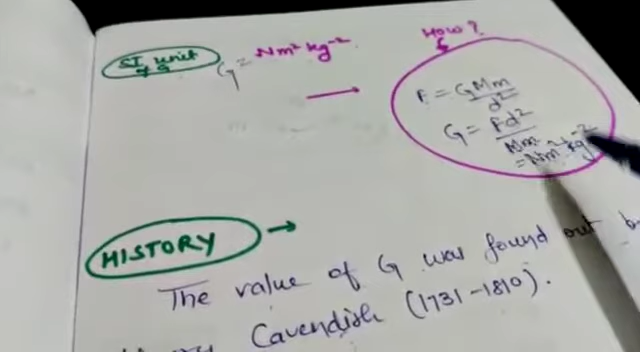 SI unit of G
G = Nm² kg⁻²
How?
F = GMm
d²
G = Fd²
Mm
= Nm² kg⁻²
HISTORY
The value of G was found out
Cavendish (1731-1810).